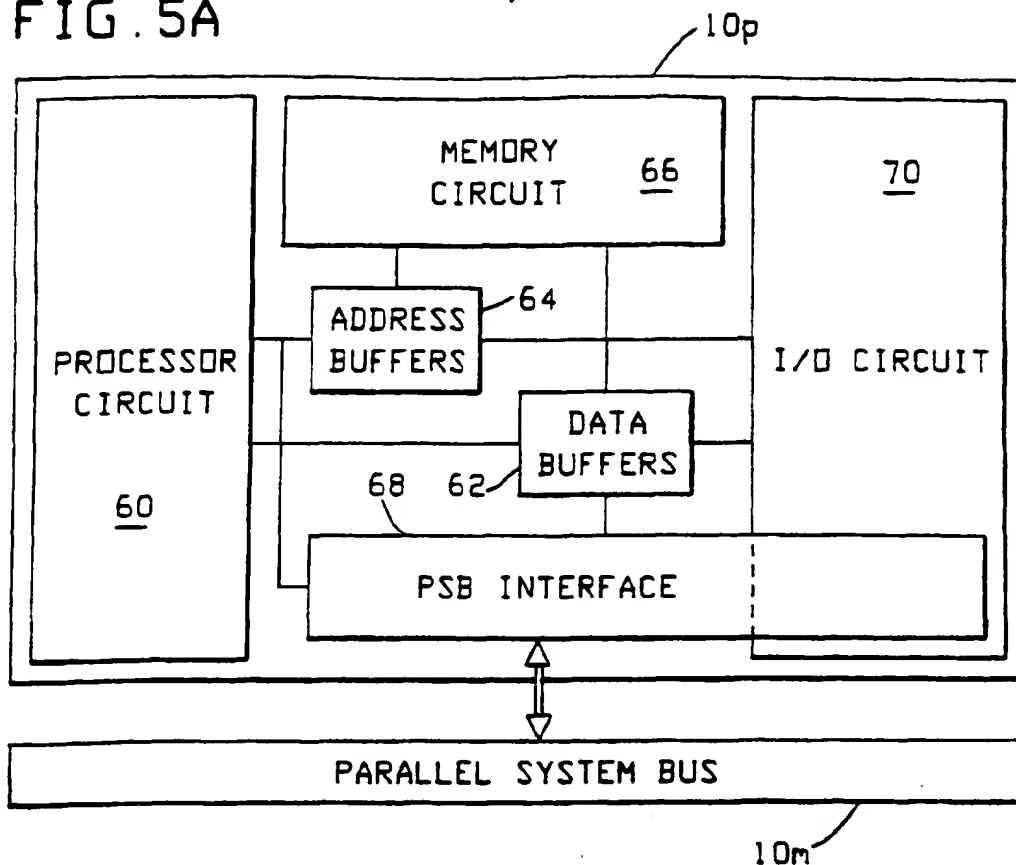 FIG.5A
10p
MEMORY
CIRCUIT
66
70
64
ADDRESS
BUFFERS
PROCESSOR
CIRCUIT
I/O CIRCUIT
DATA
BUFFERS
68
62
60
PSB INTERFACE
PARALLEL SYSTEM BUS
10m